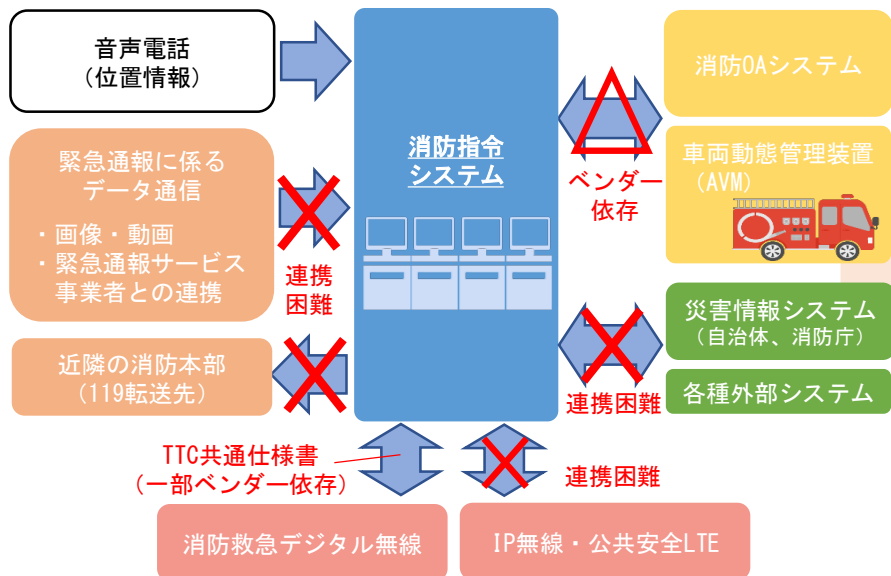 音声電話
(位置情報)
緊急通報に係る
データ通信
・画像・動画
・緊急通報サービス
事業者との連携
連携
困難
近隣の消防本部
(119転送先)
消防指令
システム
消防OAシステム
ベンダー
依存
車両動態管理装置
(AVM)
災害情報システム
(自治体、消防庁)
連携困難
各種外部システム
TTC共通仕様書
(一部ベンダー依存)
連携困難
消防救急デジタル無線
IP無線・公共安全LTE